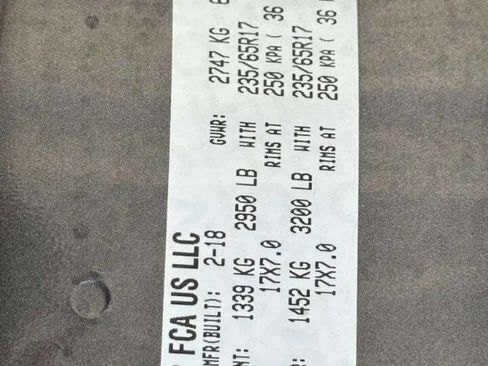 FCA US LLC
MFR(BUILT): 2-18 GVWR: 2747 KG
NT: 1339 KG 2950 LB WITH 235/65R17
17X7.0 RIMS AT 250 KPA ( 36
R: 1452 KG 3200 LB WITH 235/65R17
17X7.0 RIMS AT 250 KPA ( 36